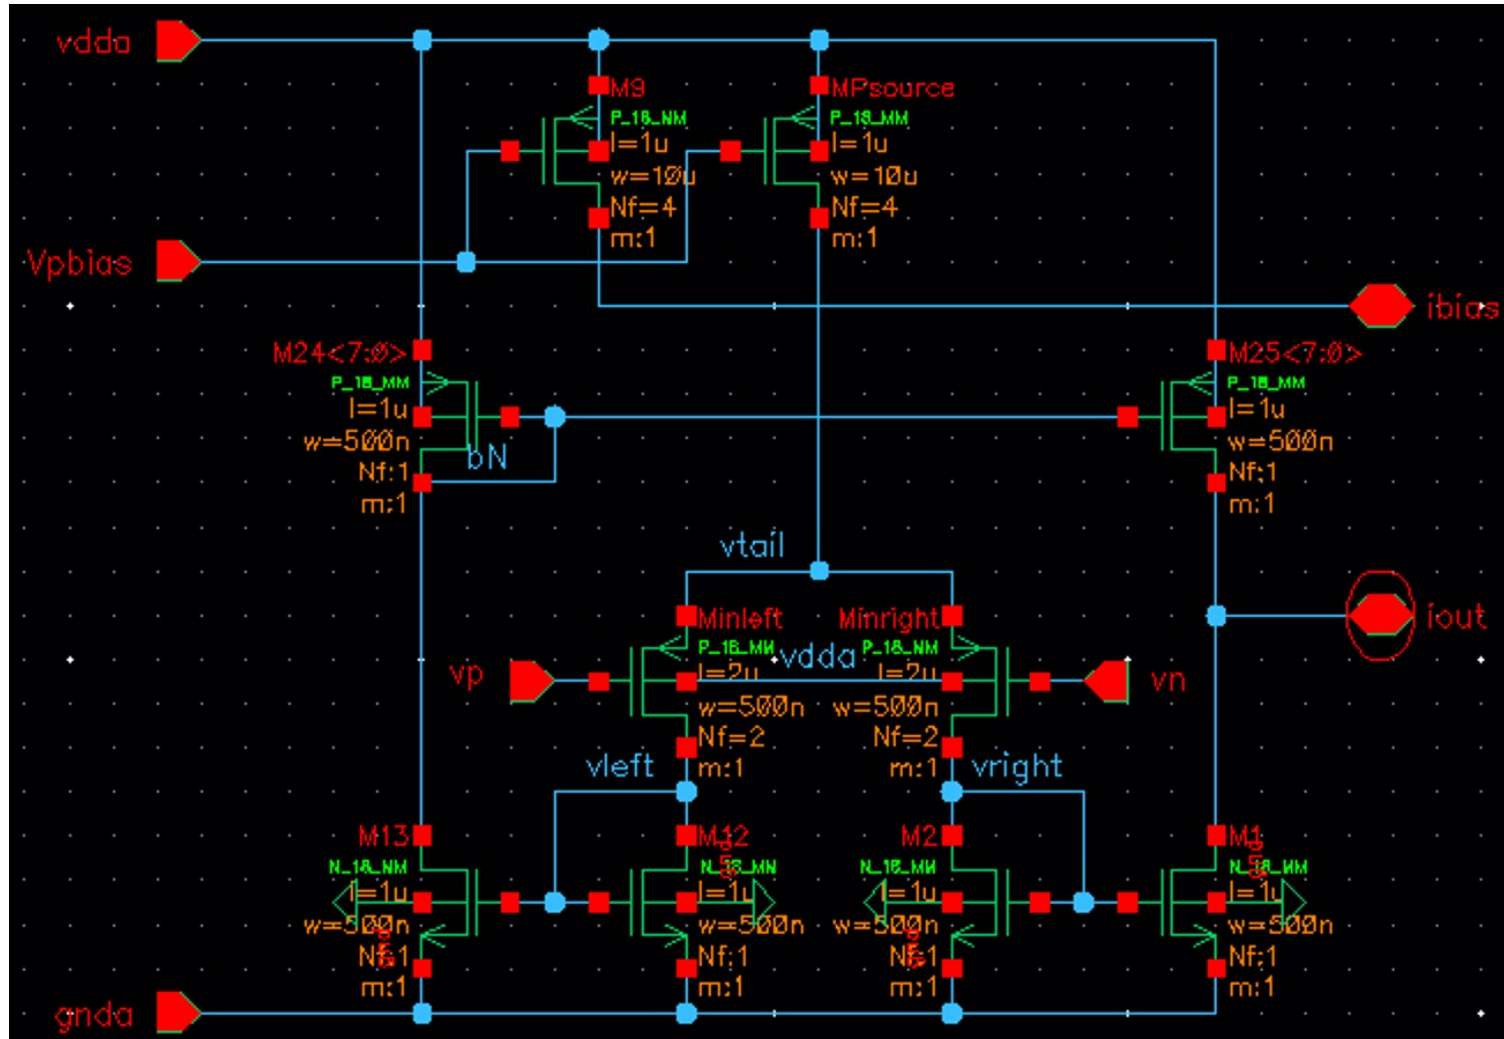 vdda
M9
P_18_MM
l=1u
w=10u
Nf=4
m:1
MPsource
P_18_MM
l=1u
w=10u
Nf=4
m:1
Vpbias
ibias
M24<7:0>
P_18_MM
l=1u
w=500n
Nf:1
m:1
bN
M25<7:0>
P_18_MM
l=1u
w=500n
Nf:1
m:1
vtail
iout
Minleft
P_18_MM
l=2u
w=500n
Nf=2
m:1
vdda
Minright
P_18_MM
l=2u
w=500n
Nf=2
m:1
vp
vn
vleft
vright
M13
N_18_MM
l=1u
w=500n
Nf:1
m:1
M12
N_18_MM
l=1u
w=500n
Nf:1
m:1
M2
N_18_MM
l=1u
w=500n
Nf:1
m:1
M1
N_18_MM
l=1u
w=500n
Nf:1
m:1
gnda